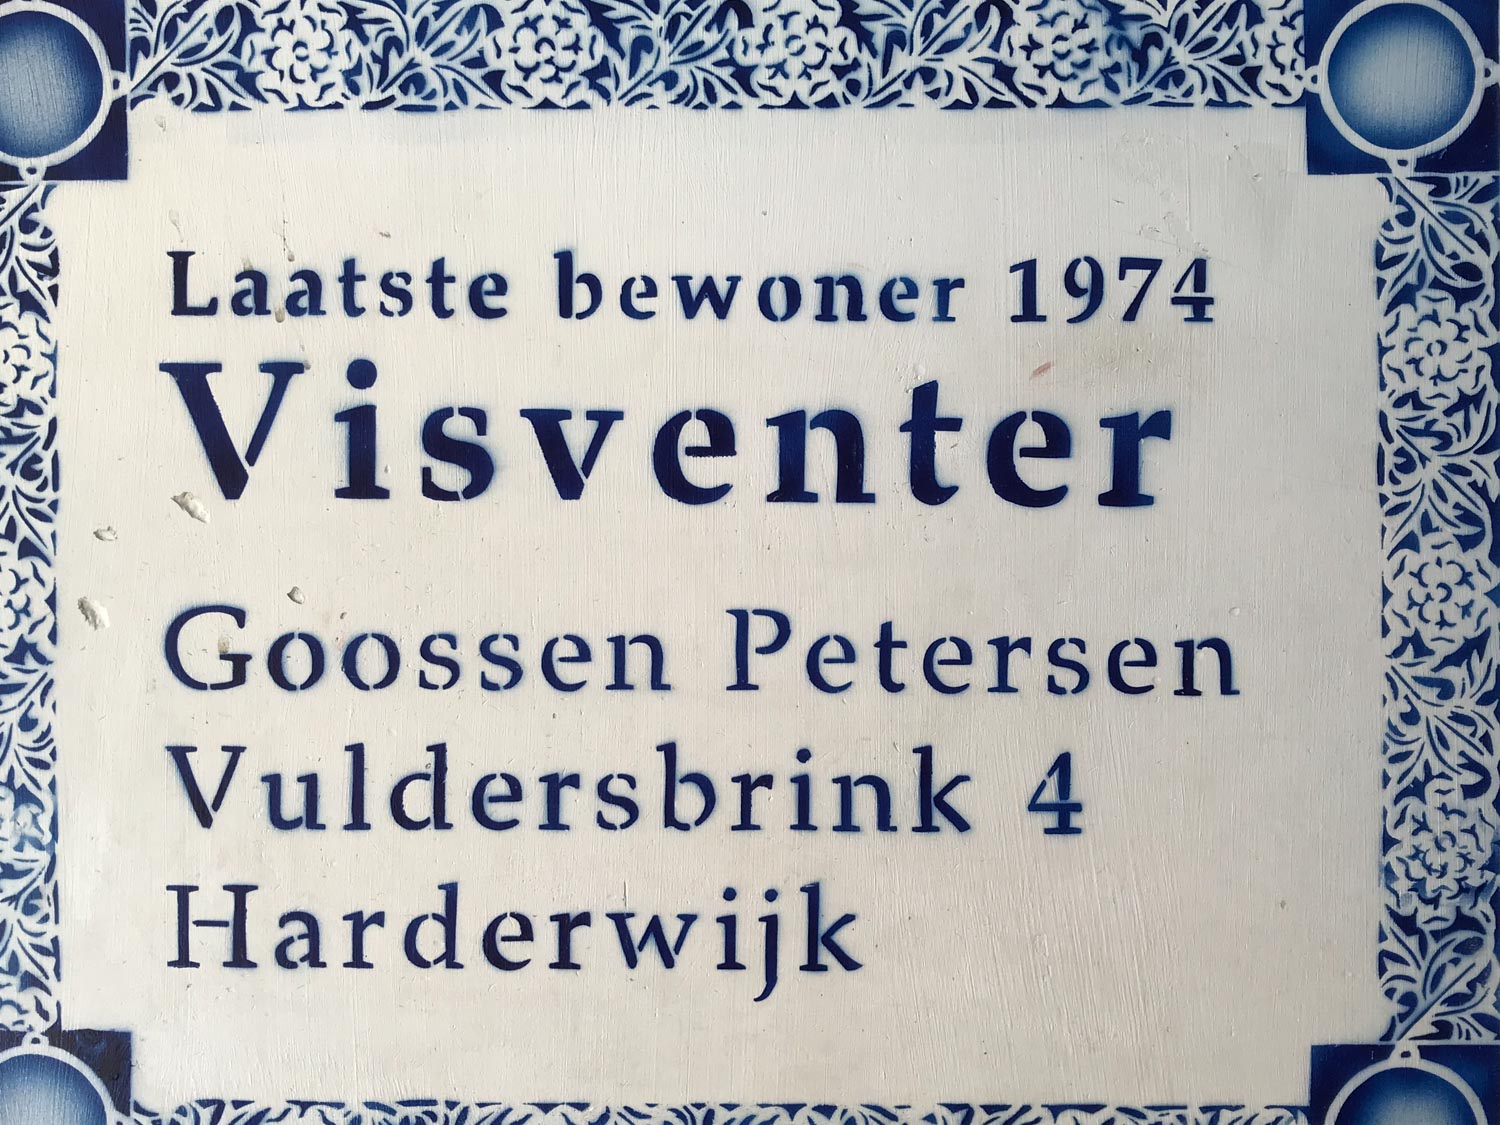 Laatste bewoner 1974
Visventer
Goossen Petersen
Vuldersbrink 4
Harderwijk